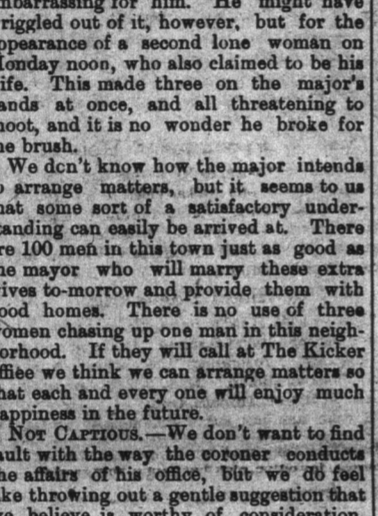 mbarrassing for him. He might have
riggled out of it, however, but for the
ppearance of a second lone woman on
onday noon, who also claimed to be his
ife. This made three on the major's
ands at once, and all threatening to
hoot, and it is no wonder he broke for
he brush.
We dcn't know how the major intends
o arrange matters, but it seems to us
hat some sort of a satisfactory under-
tanding can easily be arrived at. There
re 100 men in this town just as good as
he mayor who will marry these extra
ives to-morrow and provide them with
ood homes. There is no use of three
omen chasing up one man in this neigh-
orhood. If they will call at The Kicker
ffice we think we can arrange matters so
hat each and every one will enjoy much
appiness in the future.
NOT CAPTIOUS.—We don't want to find
ault with the way the coroner conducts
he affairs of his office, but we do feel
ike throwing out a gentle suggestion that
we believe is worthy of consideration.